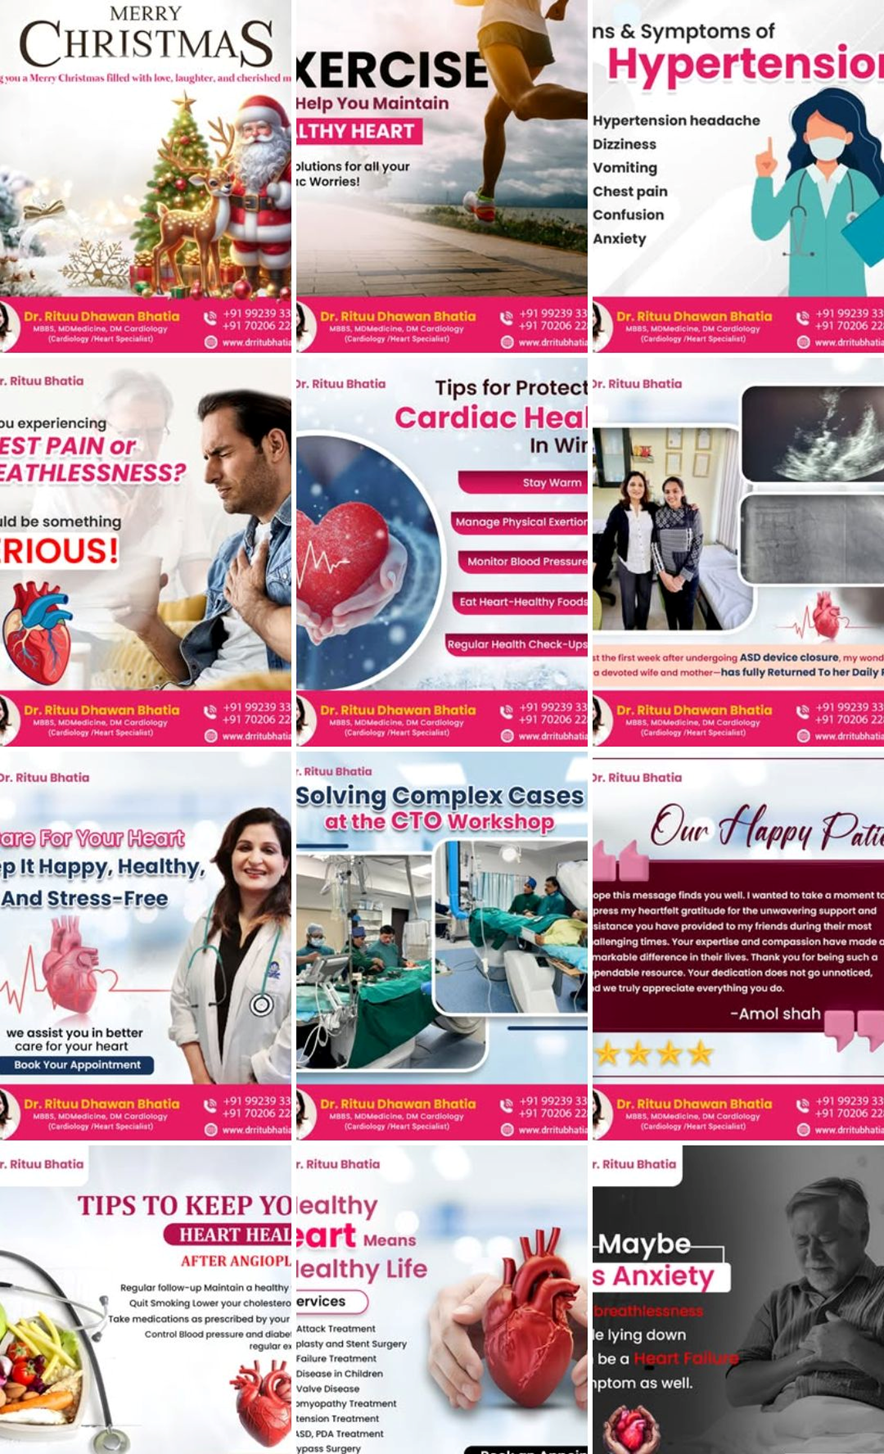 MERRY
CHRISTMAS
g you a Merry Christmas filled with love, laughter, and cherished m
Dr. Rituu Dhawan Bhatia
MBBS, MDMedicine, DM Cardiology
(Cardiology /Heart Specialist)
+91 99239 33
+91 70206 22
www.drritubhatia
XERCISE
Help You Maintain
LTHY HEART
olutions for all your
ac Worries!
Dr. Rituu Dhawan Bhatia
MBBS, MDMedicine, DM Cardiology
(Cardiology /Heart Specialist)
+91 99239 33
+91 70206 22
www.drritubhatia
ns & Symptoms of
Hypertension
Hypertension headache
Dizziness
Vomiting
Chest pain
Confusion
Anxiety
Dr. Rituu Dhawan Bhatia
MBBS, MDMedicine, DM Cardiology
(Cardiology /Heart Specialist)
+91 99239 33
+91 70206 22
www.drritubhatia
r. Rituu Bhatia
ou experiencing
EST PAIN or
EATHLESSNESS?
uld be something
ERIOUS!
Dr. Rituu Dhawan Bhatia
MBBS, MDMedicine, DM Cardiology
(Cardiology /Heart Specialist)
+91 99239 33
+91 70206 22
www.drritubhatia
Dr. Rituu Bhatia
Tips for Protect
Cardiac Heal
In Win
Stay Warm
Manage Physical Exertion
Monitor Blood Pressure
Eat Heart-Healthy Foods
Regular Health Check-Ups
Dr. Rituu Dhawan Bhatia
MBBS, MDMedicine, DM Cardiology
(Cardiology /Heart Specialist)
+91 99239 33
+91 70206 22
www.drritubhatia
Dr. Rituu Bhatia
st the first week after undergoing ASD device closure, my wond
a devoted wife and mother—has fully Returned To her Daily R
Dr. Rituu Dhawan Bhatia
MBBS, MDMedicine, DM Cardiology
(Cardiology /Heart Specialist)
+91 99239 33
+91 70206 22
www.drritubhatia
Dr. Rituu Bhatia
are For Your Heart
ep It Happy, Healthy,
And Stress-Free
we assist you in better
care for your heart
Book Your Appointment
Dr. Rituu Dhawan Bhatia
MBBS, MDMedicine, DM Cardiology
(Cardiology /Heart Specialist)
+91 99239 33
+91 70206 22
www.drritubhatia
r. Rituu Bhatia
Solving Complex Cases
at the CTO Workshop
Dr. Rituu Dhawan Bhatia
MBBS, MDMedicine, DM Cardiology
(Cardiology /Heart Specialist)
+91 99239 33
+91 70206 22
www.drritubhatia
Dr. Rituu Bhatia
Our Happy Patie
ope this message finds you well. I wanted to take a moment to
press my heartfelt gratitude for the unwavering support and
sistance you have provided to my friends during their most
allenging times. Your expertise and compassion have made a
markable difference in their lives. Thank you for being such a
ependable resource. Your dedication does not go unnoticed,
d we truly appreciate everything you do.
-Amol shah
Dr. Rituu Dhawan Bhatia
MBBS, MDMedicine, DM Cardiology
(Cardiology /Heart Specialist)
+91 99239 33
+91 70206 22
www.drritubhatia
r. Rituu Bhatia
TIPS TO KEEP YO
HEART HEAL
AFTER ANGIOPL
Regular follow-up Maintain a healthy
Quit Smoking Lower your cholestero
Take medications as prescribed by your
Control Blood pressure and diabet
regular ex
r. Rituu Bhatia
ealthy
eart Means
ealthy Life
ervices
Attack Treatment
plasty and Stent Surgery
Failure Treatment
Disease in Children
Valve Disease
omyopathy Treatment
tension Treatment
ASD, PDA Treatment
ypass Surgery
Book an Appoin
r. Rituu Bhatia
Maybe
s Anxiety
breathlessness
le lying down
be a Heart Failure
mptom as well.